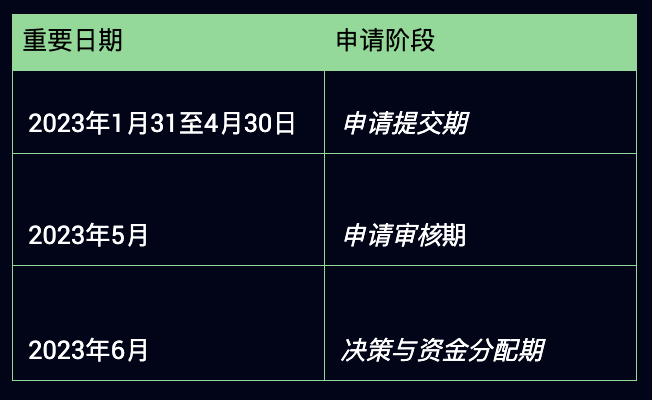 重要日期 申请阶段
2023年1月31至4月30日 申请提交期
2023年5月 申请审核期
2023年6月 决策与资金分配期